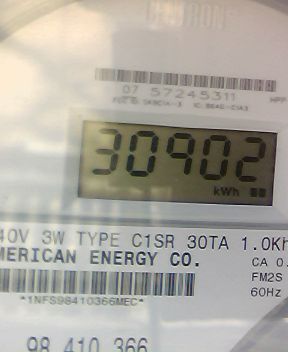 07 57245311
30902
kWh
40V 3W TYPE C1SR 30TA 1.0Kh
MERICAN ENERGY CO.
CA 0.
FM2S
*1NFS98410366MEC*
60Hz
98 410 366